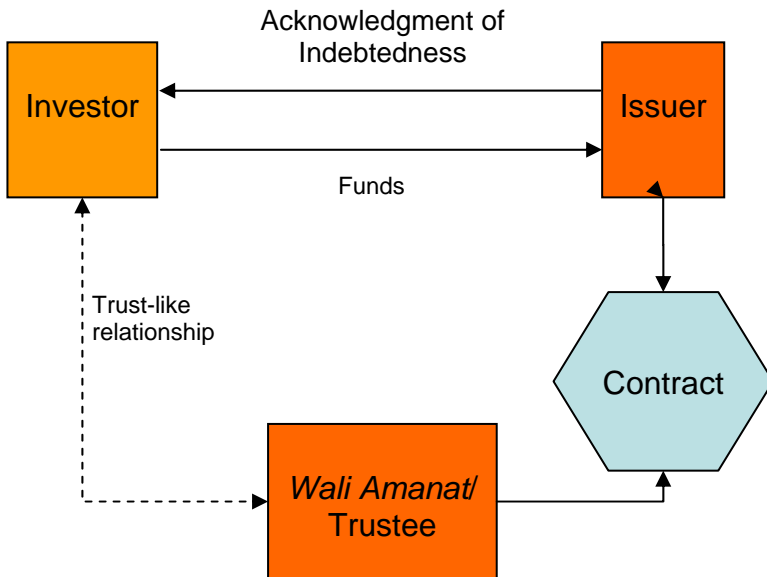 Acknowledgment of
Indebtedness
Investor
Issuer
Funds
Trust-like
relationship
Contract
Wali Amanat/
Trustee